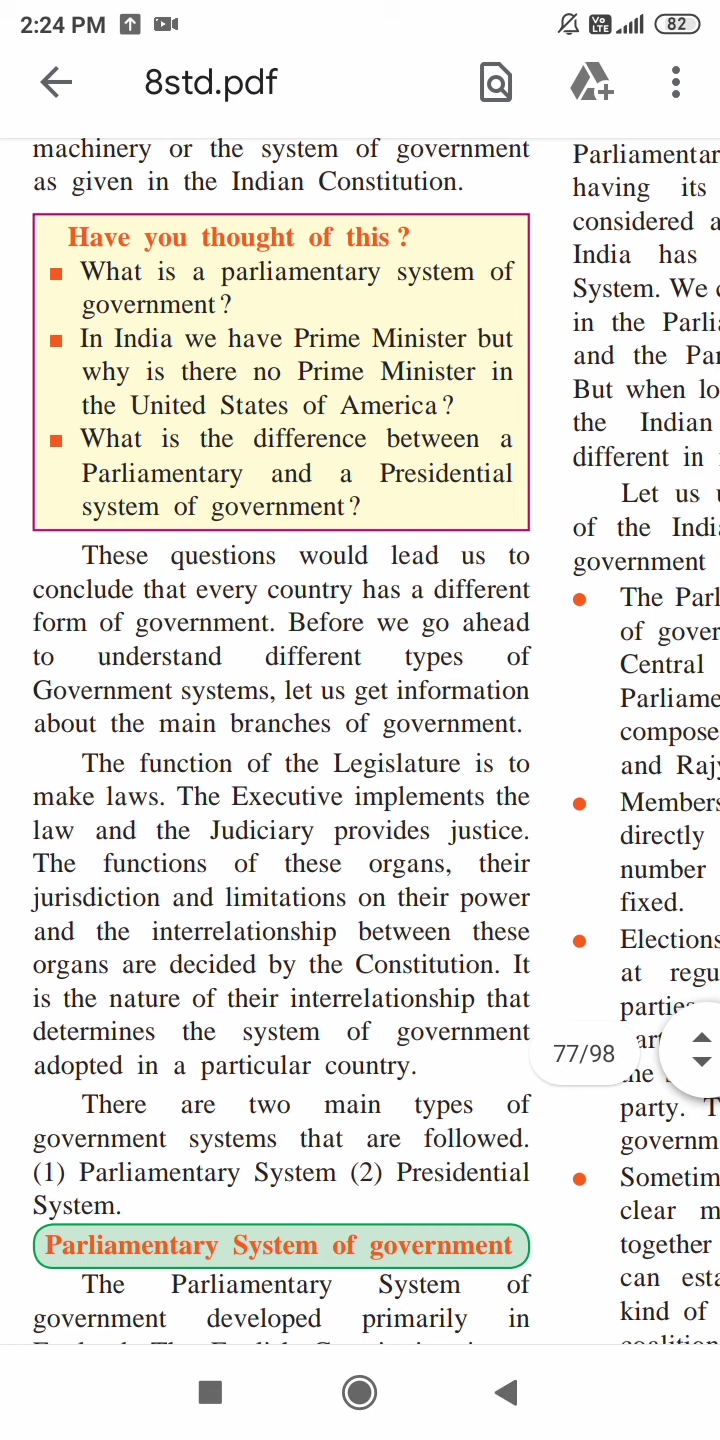 2:24 PM
Vo LTE
82
8std.pdf
machinery or the system of government
as given in the Indian Constitution.
Have you thought of this ?
What is a parliamentary system of
government ?
In India we have Prime Minister but
why is there no Prime Minister in
the United States of America ?
What is the difference between a
Parliamentary and a Presidential
system of government ?
These questions would lead us to
conclude that every country has a different
form of government. Before we go ahead
to understand different types of
Government systems, let us get information
about the main branches of government.
The function of the Legislature is to
make laws. The Executive implements the
law and the Judiciary provides justice.
The functions of these organs, their
jurisdiction and limitations on their power
and the interrelationship between these
organs are decided by the Constitution. It
is the nature of their interrelationship that
determines the system of government
adopted in a particular country.
There are two main types of
government systems that are followed.
(1) Parliamentary System (2) Presidential
System.
Parliamentary System of government
The Parliamentary System of
government developed primarily in
Parliamentar
having its
considered a
India has
System. We
in the Parli
and the Par
But when lo
the Indian
different in
Let us
of the Indi
government
The Parl
of gover
Central
Parliame
compose
and Raj
Members
directly
number
fixed.
Elections
at regu
parties
77/98
party. T
governm
Sometim
clear m
together
can esta
kind of